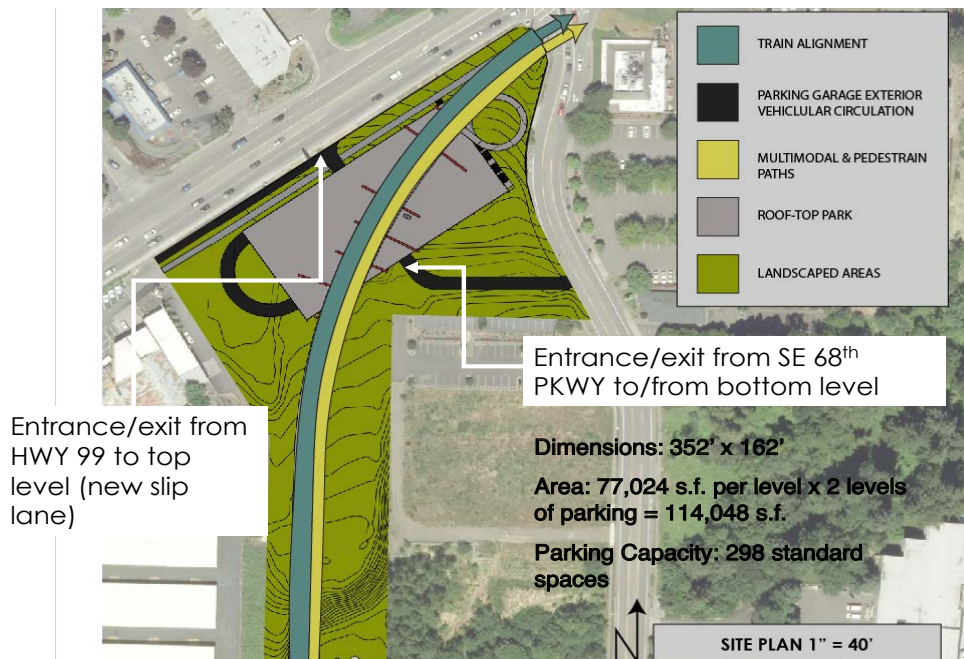 TRAIN ALIGNMENT
PARKING GARAGE EXTERIOR
VEHICLULAR CIRCULATION
MULTIMODAL & PEDESTRAIN
PATHS
ROOF-TOP PARK
LANDSCAPED AREAS
Entrance/exit from SE 68th
PKWY to/from bottom level
Entrance/exit from
HWY 99 to top
level (new slip
lane)
Dimensions: 352' x 162'
Area: 77,024 s.f. per level x 2 levels
of parking = 114,048 s.f.
Parking Capacity: 298 standard
spaces
N
SITE PLAN 1" = 40'